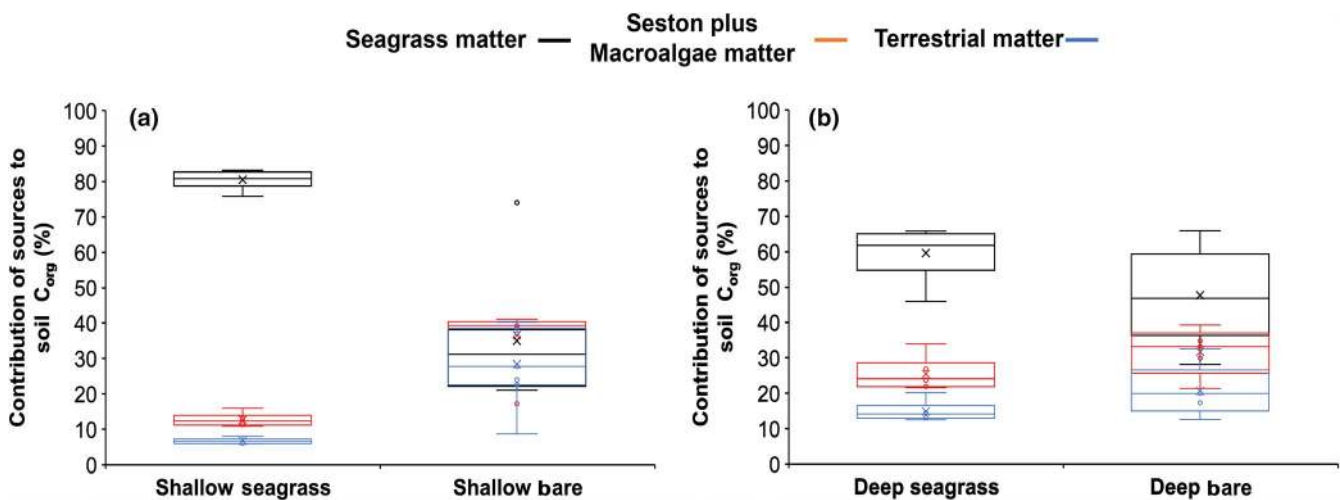 Seagrass matter
Seston plus
Macroalgae matter
Terrestrial matter
(a)
Contribution of sources to
soil C_org (%)
100
90
80
70
60
50
40
30
20
10
0
Shallow seagrass
Shallow bare
(b)
Contribution of sources to
soil C_org (%)
100
90
80
70
60
50
40
30
20
10
0
Deep seagrass
Deep bare